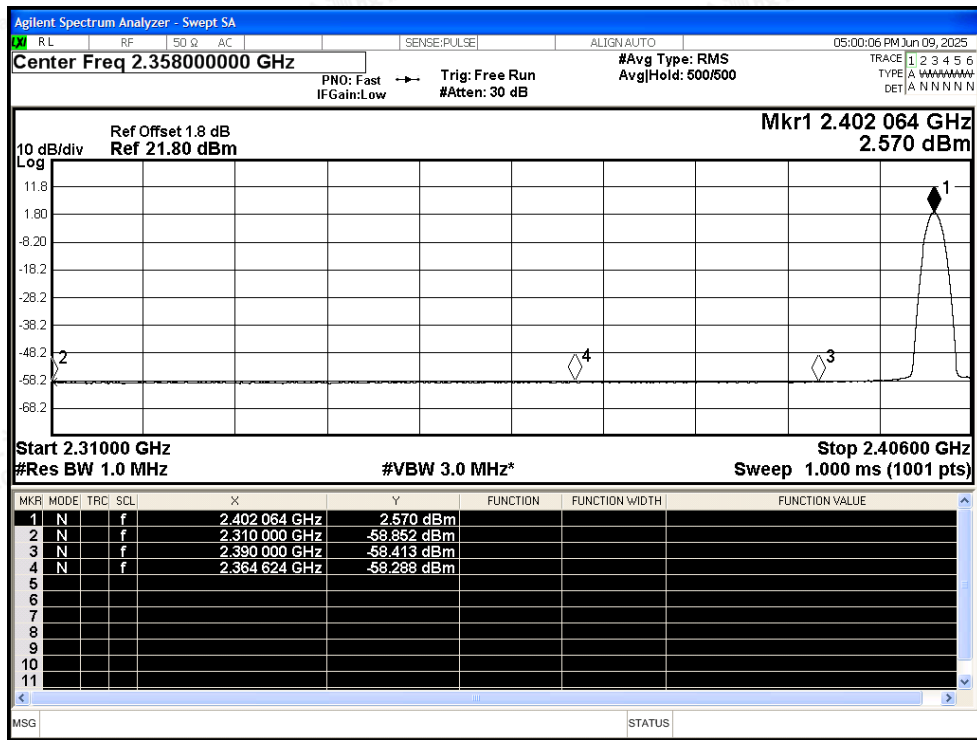 Agilent Spectrum Analyzer - Swept SA
LXI RL RF 50 Ω AC SENSE:PULSE ALIGN AUTO 05:00:06 PM Jun 09, 2025
Center Freq 2.358000000 GHz #Avg Type: RMS TRACE 1 2 3 4 5 6
PNO: Fast Trig: Free Run Avg|Hold: 500/500 TYPE A WWWWW
IFGain:Low #Atten: 30 dB DET A N N N N N
Mkr1 2.402 064 GHz
Ref Offset 1.8 dB 2.570 dBm
10 dB/div Ref 21.80 dBm
Log
11.8
1.80
-8.20
-18.2
-28.2
-38.2
-48.2
-58.2
-68.2
1
2
4
3
Start 2.31000 GHz Stop 2.40600 GHz
#Res BW 1.0 MHz #VBW 3.0 MHz* Sweep 1.000 ms (1001 pts)
MKR MODE TRC SCL X Y FUNCTION FUNCTION WIDTH FUNCTION VALUE
1 N f 2.402 064 GHz 2.570 dBm
2 N f 2.310 000 GHz -58.852 dBm
3 N f 2.390 000 GHz -58.413 dBm
4 N f 2.364 624 GHz -58.288 dBm
5
6
7
8
9
10
11
MSG STATUS